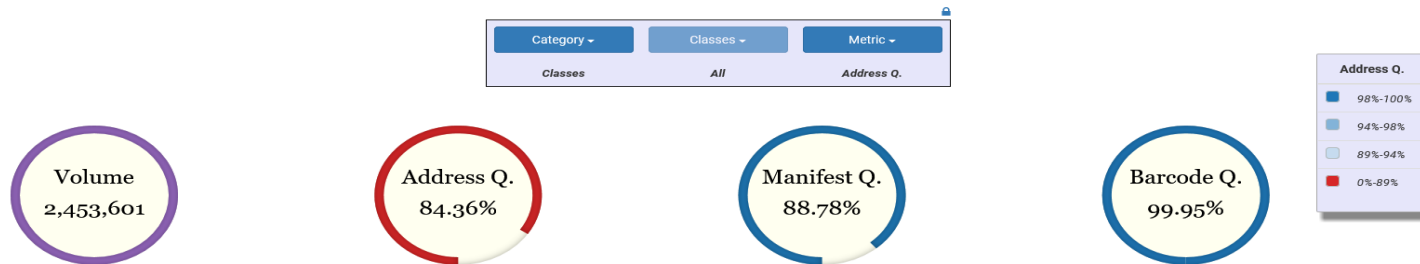 Category
Classes
Metric
Classes
All
Address Q.
Volume
2,453,601
Address Q.
84.36%
Manifest Q.
88.78%
Barcode Q.
99.95%
Address Q.
98%-100%
94%-98%
89%-94%
0%-89%